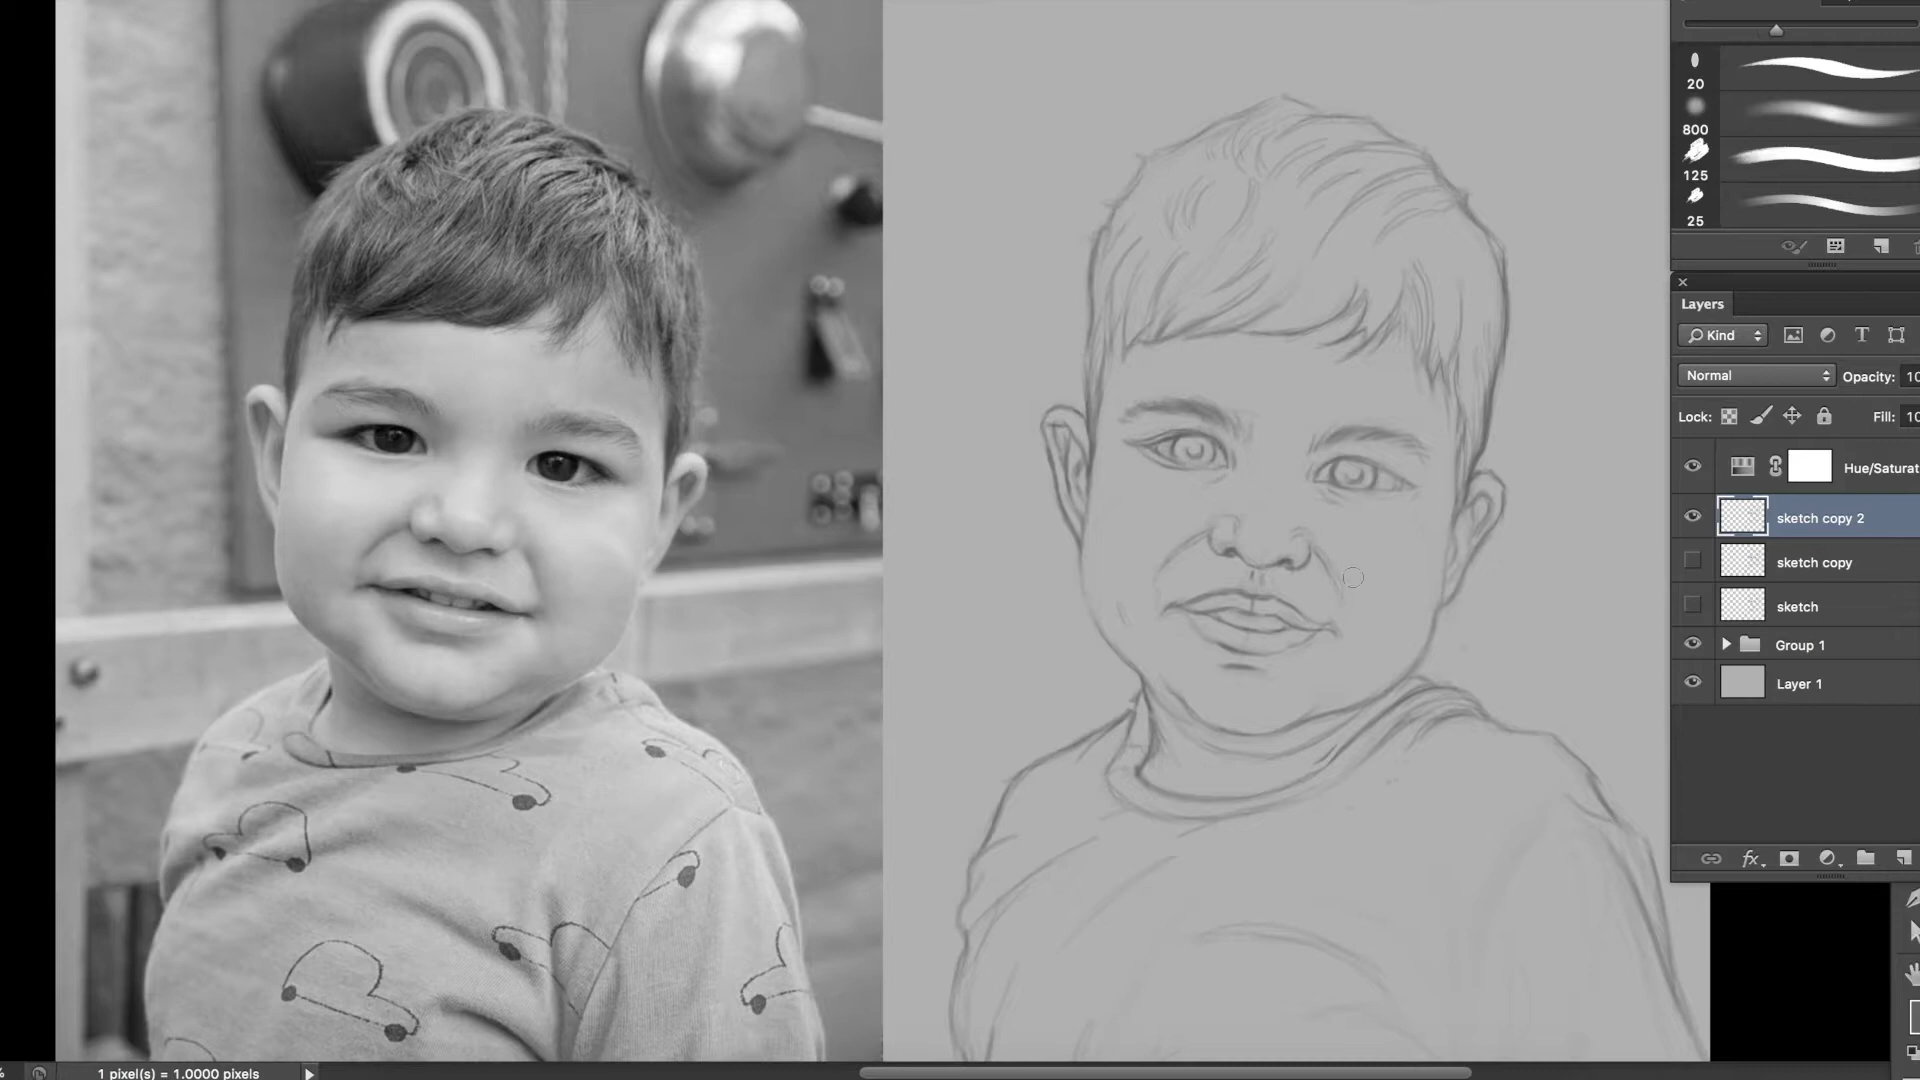 20
800
125
25
Layers
Kind
Normal
Opacity: 10
Lock:
Fill: 10
Hue/Saturat
sketch copy 2
sketch copy
sketch
Group 1
Layer 1
fx
1 pixel(s) = 1.0000 pixels